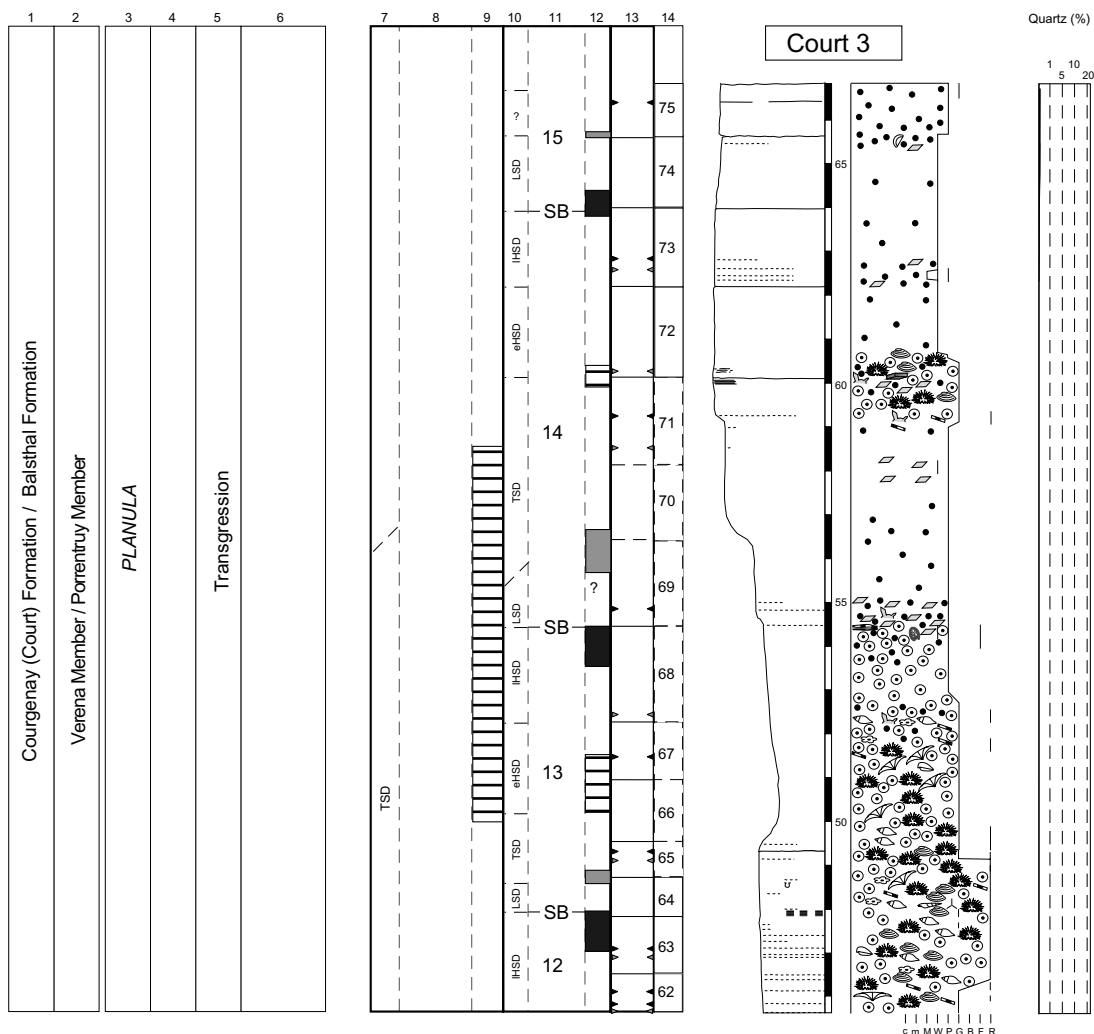 1 2 3 4 5 6 7 8 9 10 11 12 13 14
Court 3
Quartz (%)
1 10
5 20
Courgenay (Court) Formation / Balsthal Formation
Verena Member / Porrentruy Member
PLANULA
Transgression
TSD
?
LSD
lHSD
eHSD
TSD
LSD
lHSD
eHSD
TSD
LSD
lHSD
15
SB
14
SB
13
SB
12
?
75
74
73
72
71
70
69
68
67
66
65
64
63
62
65
60
55
50
U
c m M W P G B F R